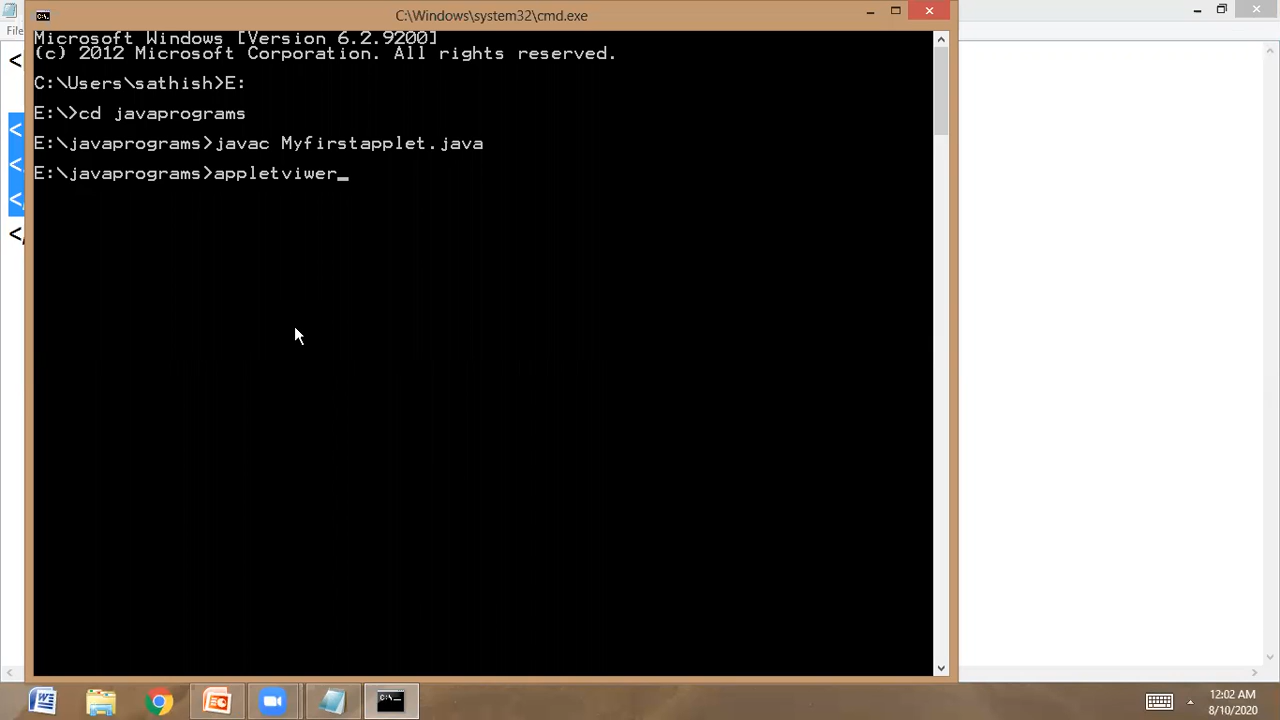 C:\Windows\system32\cmd.exe
File
Microsoft Windows [Version 6.2.9200]
(c) 2012 Microsoft Corporation. All rights reserved.
C:\Users\sathish>E:
E:\>cd javaprograms
E:\javaprograms>javac Myfirstapplet.java
E:\javaprograms>appletviwer_
<
<
<
<
</
12:02 AM
8/10/2020